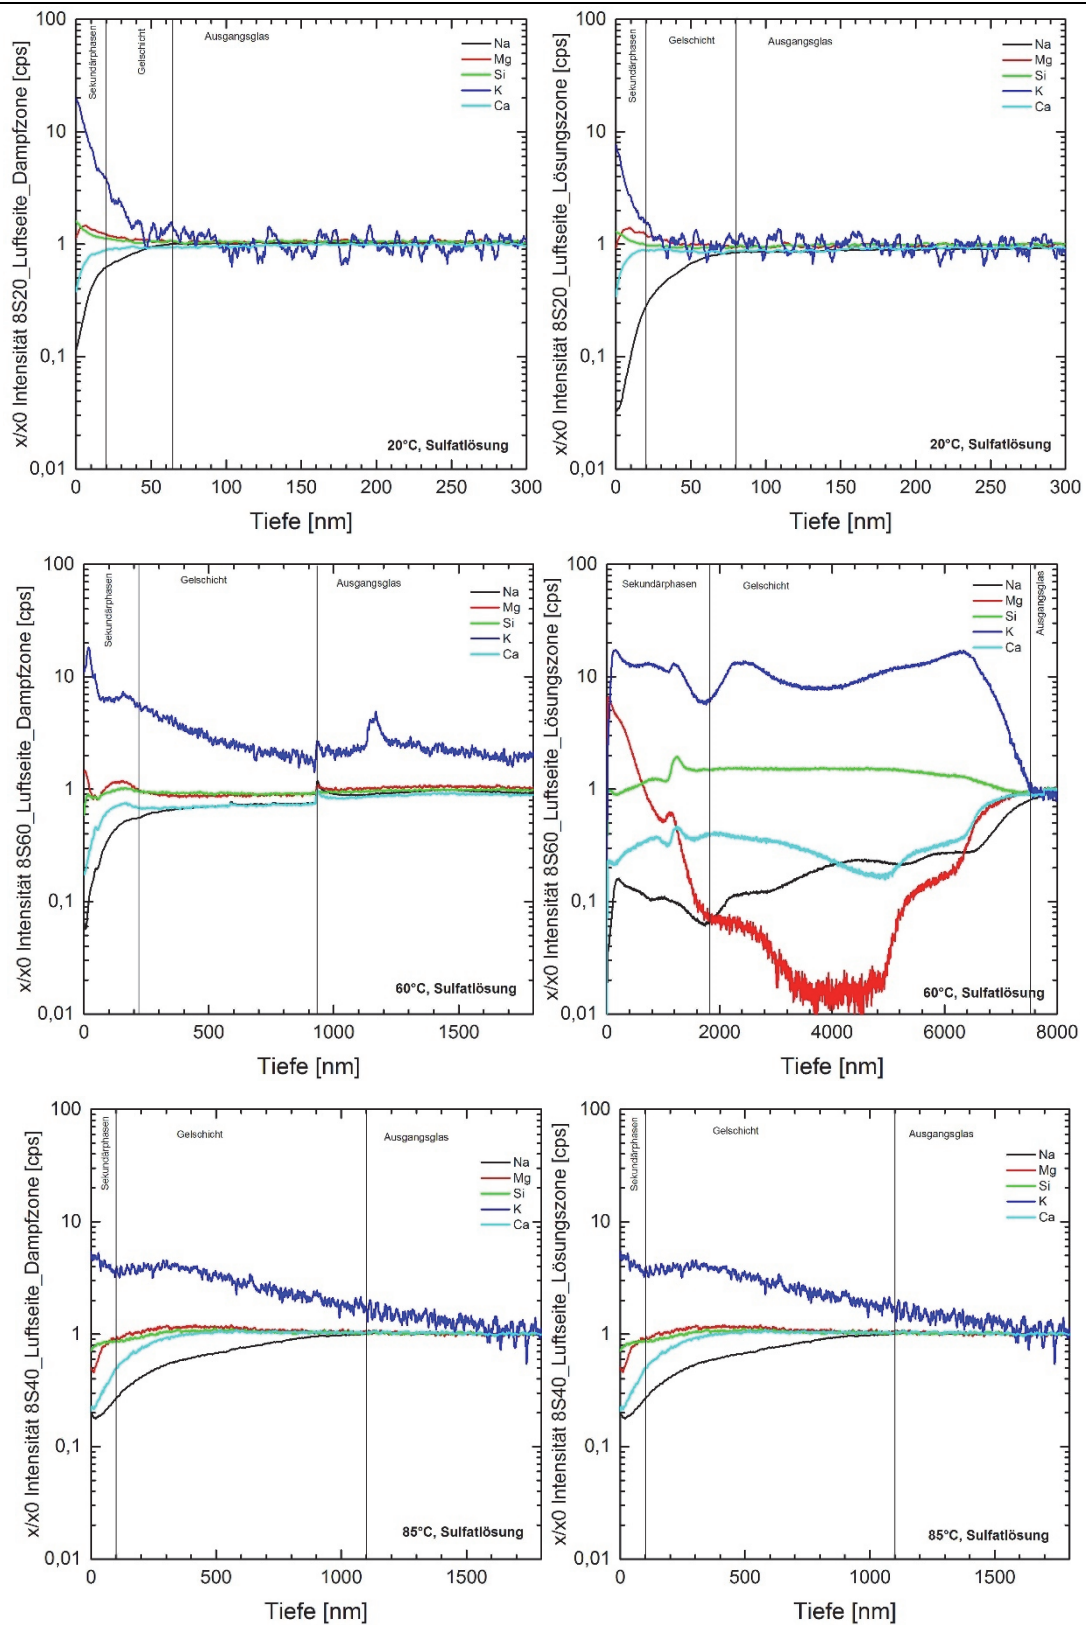 x/x0 Intensität 8S20_Luftseite_Dampfzone [cps]
100
10
1
0,1
0,01
Sekundärphasen
Gelschicht
Ausgangsglas
Na
Mg
Si
K
Ca
20°C, Sulfatlösung
0 50 100 150 200 250 300
Tiefe [nm]
x/x0 Intensität 8S20_Luftseite_Lösungszone [cps]
100
10
1
0,1
0,01
Sekundärphasen
Gelschicht
Ausgangsglas
Na
Mg
Si
K
Ca
20°C, Sulfatlösung
0 50 100 150 200 250 300
Tiefe [nm]
x/x0 Intensität 8S60_Luftseite_Dampfzone [cps]
100
10
1
0,1
0,01
Sekundärphasen
Gelschicht
Ausgangsglas
Na
Mg
Si
K
Ca
60°C, Sulfatlösung
0 500 1000 1500
Tiefe [nm]
x/x0 Intensität 8S60_Luftseite_Lösungszone [cps]
100
10
1
0,1
0,01
Sekundärphasen
Gelschicht
Ausgangsglas
Na
Mg
Si
K
Ca
60°C, Sulfatlösung
0 2000 4000 6000 8000
Tiefe [nm]
x/x0 Intensität 8S40_Luftseite_Dampfzone [cps]
100
10
1
0,1
0,01
Sekundärphasen
Gelschicht
Ausgangsglas
Na
Mg
Si
K
Ca
85°C, Sulfatlösung
0 500 1000 1500
Tiefe [nm]
x/x0 Intensität 8S40_Luftseite_Lösungszone [cps]
100
10
1
0,1
0,01
Sekundärphasen
Gelschicht
Ausgangsglas
Na
Mg
Si
K
Ca
85°C, Sulfatlösung
0 500 1000 1500
Tiefe [nm]